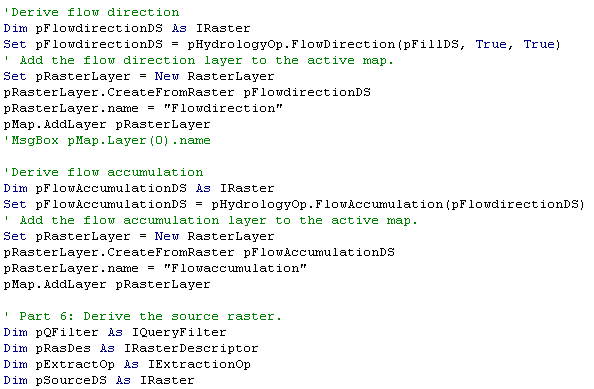 'Derive flow direction
Dim pFlowdirectionDS As IRaster
Set pFlowdirectionDS = pHydrologyOp.FlowDirection(pFillDS, True, True)
' Add the flow direction layer to the active map.
Set pRasterLayer = New RasterLayer
pRasterLayer.CreateFromRaster pFlowdirectionDS
pRasterLayer.name = "Flowdirection"
pMap.AddLayer pRasterLayer
'MsgBox pMap.Layer(0).name

'Derive flow accumulation
Dim pFlowAccumulationDS As IRaster
Set pFlowAccumulationDS = pHydrologyOp.FlowAccumulation(pFlowdirectionDS)
' Add the flow accumulation layer to the active map.
Set pRasterLayer = New RasterLayer
pRasterLayer.CreateFromRaster pFlowAccumulationDS
pRasterLayer.name = "Flowaccumulation"
pMap.AddLayer pRasterLayer

' Part 6: Derive the source raster.
Dim pQFilter As IQueryFilter
Dim pRasDes As IRasterDescriptor
Dim pExtractOp As IExtractionOp
Dim pSourceDS As IRaster